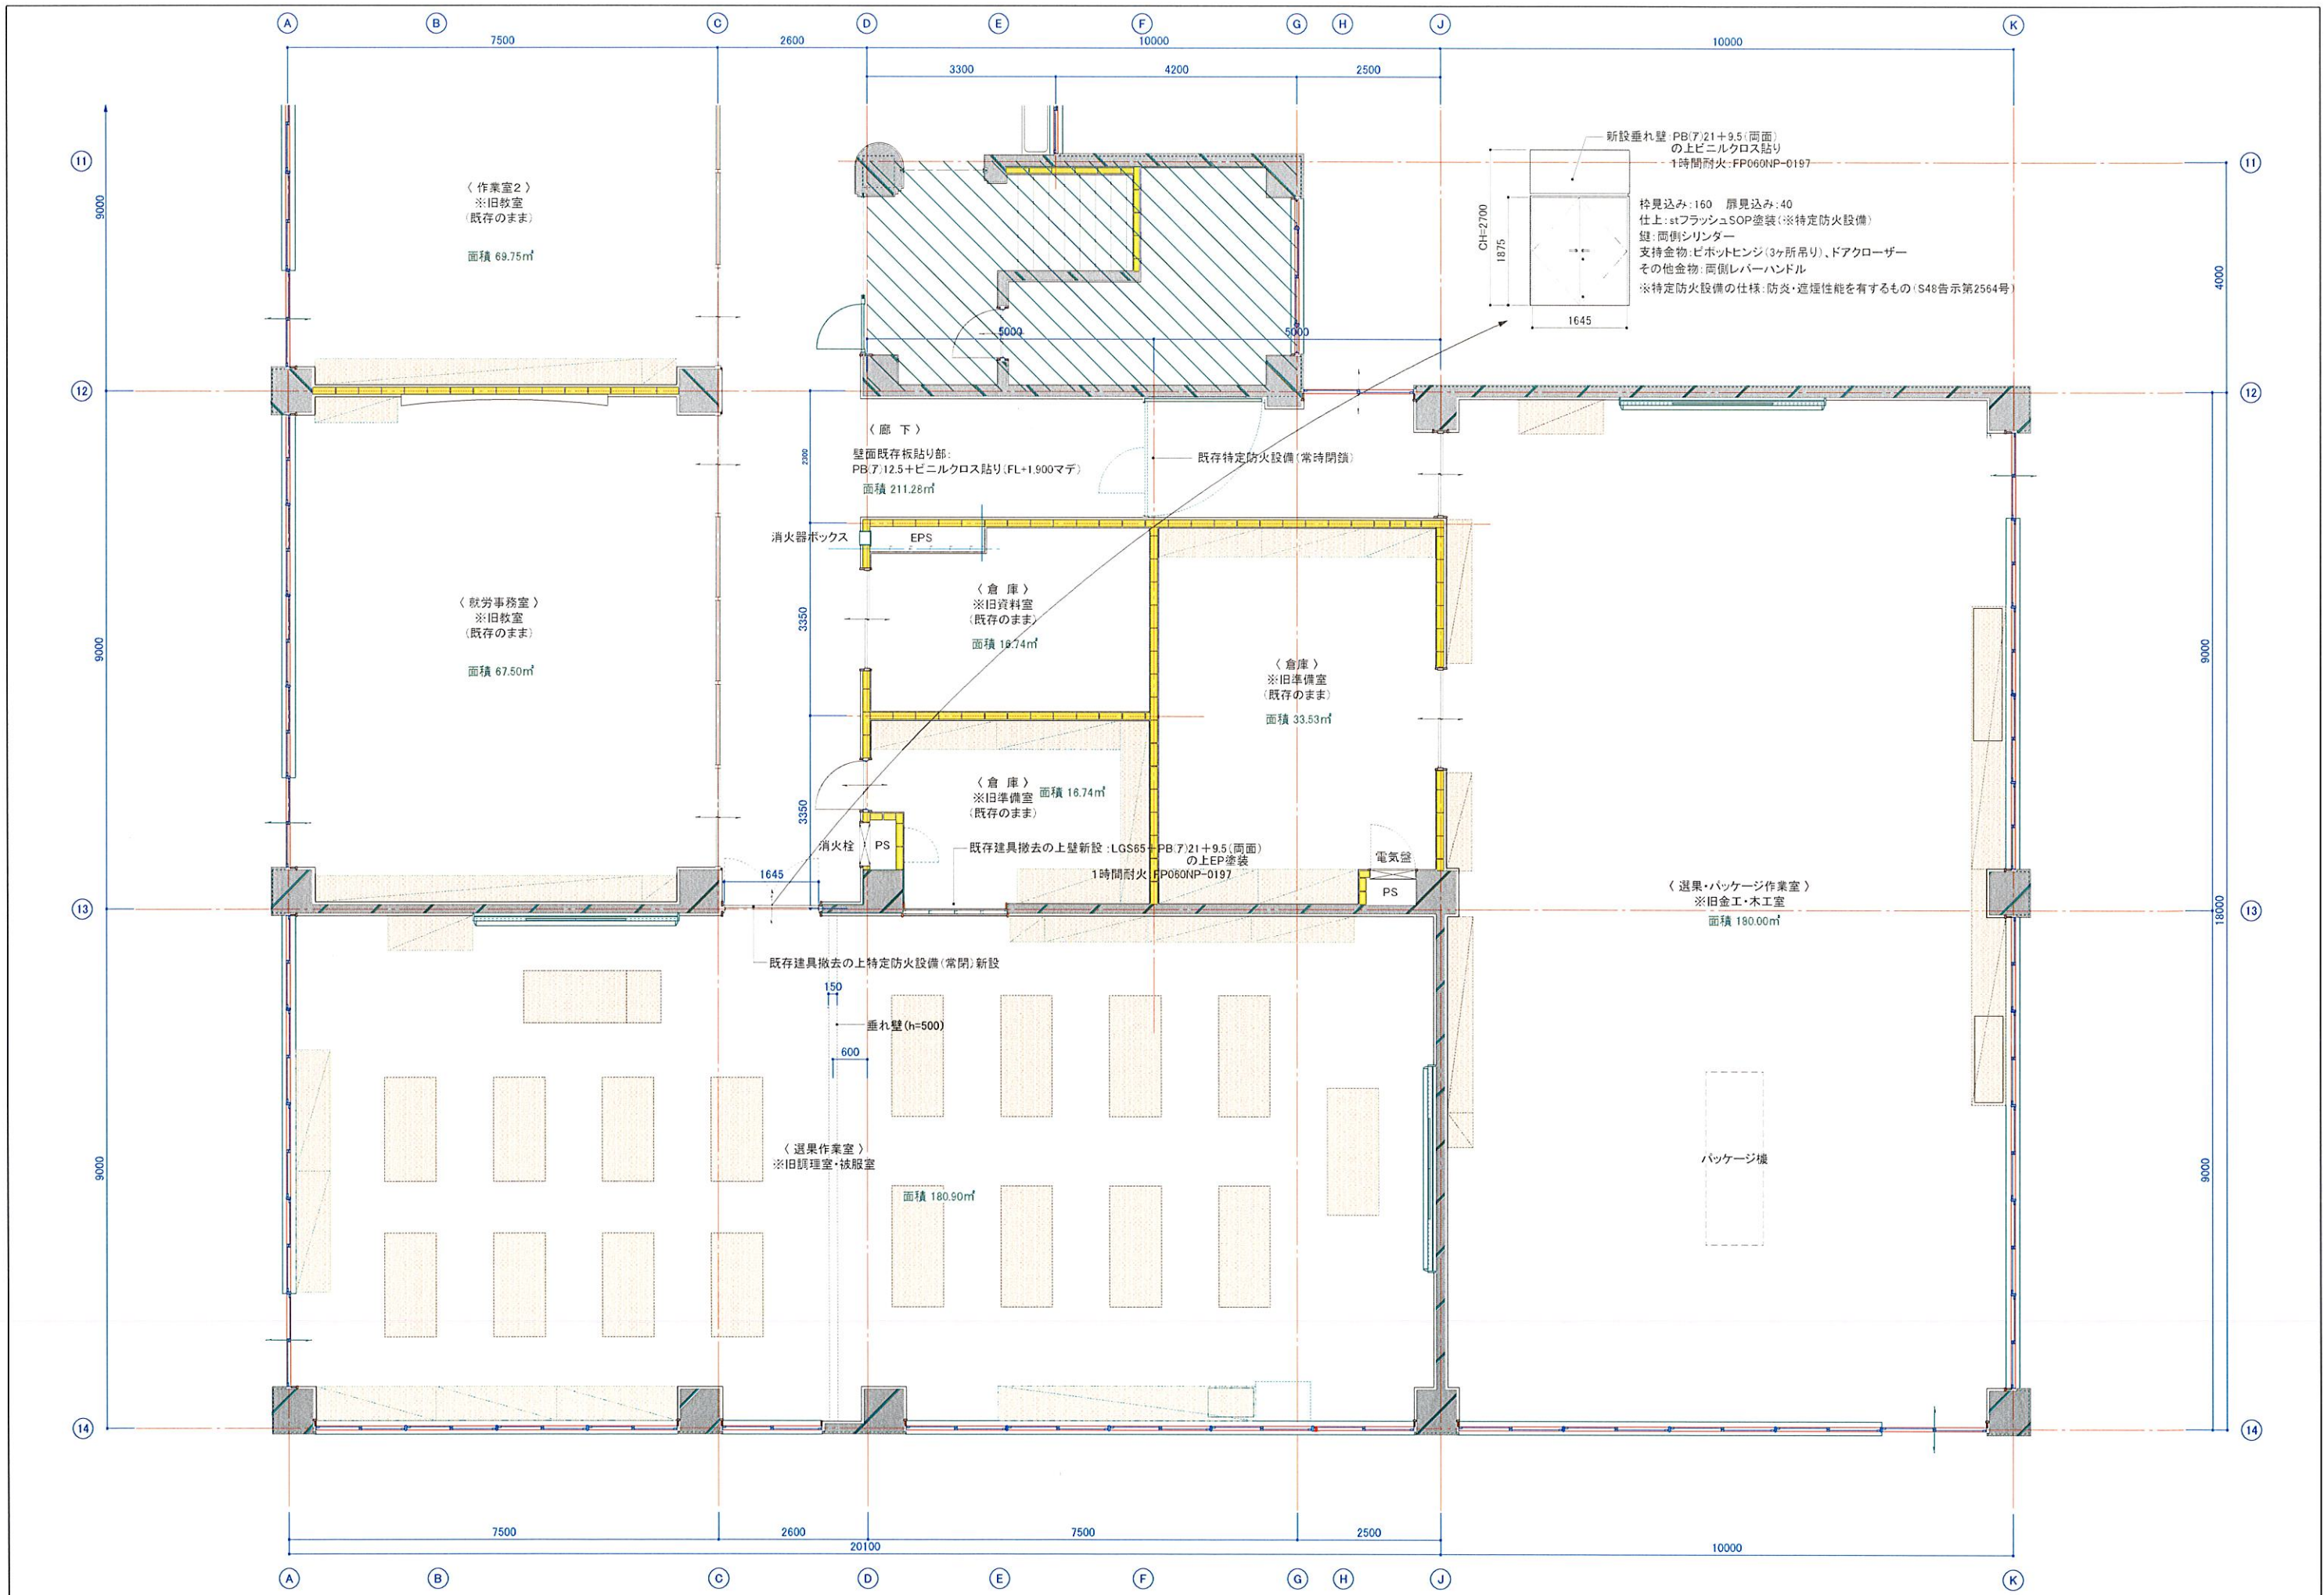 A
B
C
D
E
F
G
H
J
K
7500
2600
10000
10000
3300
4200
2500
11
11
9000
〈 作業室2 〉
※旧教室
(既存のまま)
面積 69.75㎡
新設垂れ壁:PB(ア)21+9.5(両面)
の上ビニルクロス貼り
1時間耐火:FP060NP-0197
CH=2700
1875
1645
枠見込み:160 扉見込み:40
仕上:stフラッシュSOP塗装(※特定防火設備)
鍵:両側シリンダー
支持金物:ピボットヒンジ(3ヶ所吊り)、ドアクローザー
その他金物:両側レバーハンドル
※特定防火設備の仕様:防炎・遮煙性能を有するもの(S48告示第2564号)
4000
5000
5000
12
12
〈 廊 下 〉
壁面既存板貼り部:
PB(ア)12.5+ビニルクロス貼り(FL+1,900マデ)
面積 211.28㎡
2300
既存特定防火設備(常時閉鎖)
消火器ボックス
EPS
〈 倉 庫 〉
※旧資料室
(既存のまま)
面積 16.74㎡
3350
〈 就労事務室 〉
※旧教室
(既存のまま)
面積 67.50㎡
9000
9000
〈 倉庫 〉
※旧準備室
(既存のまま)
面積 33.53㎡
〈 倉 庫 〉
※旧準備室
(既存のまま)
面積 16.74㎡
3350
消火栓
PS
既存建具撤去の上壁新設:LGS65+PB(ア)21+9.5(両面)
の上EP塗装
1時間耐火:FP060NP-0197
電気盤
PS
1645
〈 選果・パッケージ作業室 〉
※旧金工・木工室
面積 180.00㎡
13
13
18000
既存建具撤去の上特定防火設備(常閉)新設
150
垂れ壁(h=500)
600
〈 選果作業室 〉
※旧調理室・被服室
面積 180.90㎡
パッケージ機
9000
9000
14
14
7500
2600
7500
2500
20100
10000
A
B
C
D
E
F
G
H
J
K